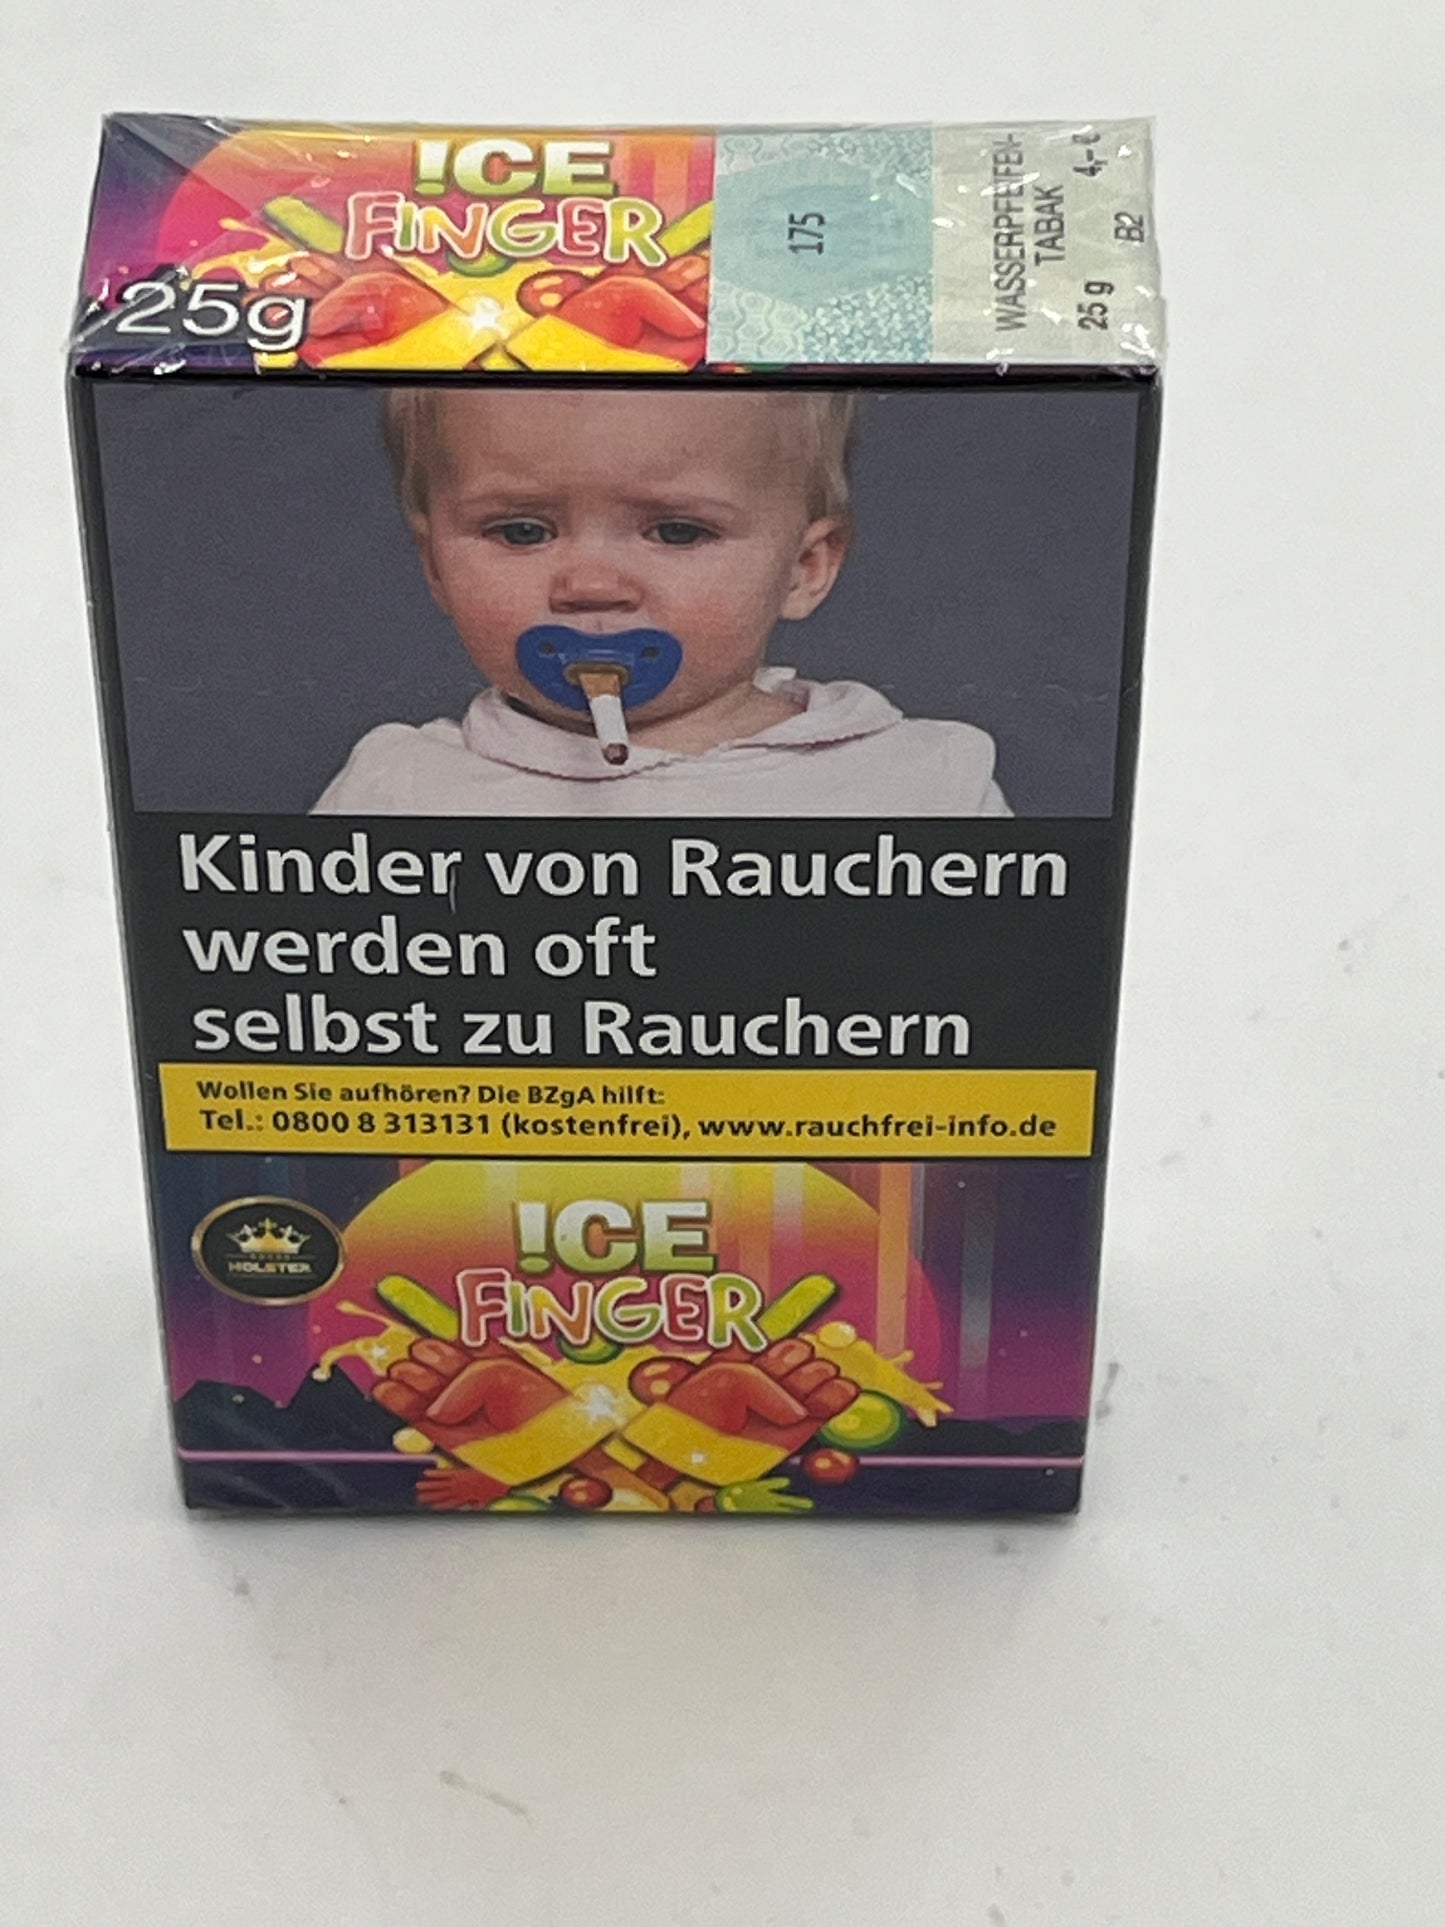 !CE
FINGER
25g
175
WASSERPFEIFEN-
TABAK
25 g 4,- €
B2
Kinder von Rauchern
werden oft
selbst zu Rauchern
Wollen Sie aufhören? Die BZgA hilft:
Tel.: 0800 8 313131 (kostenfrei), www.rauchfrei-info.de
HOLSTER
!CE
FINGER